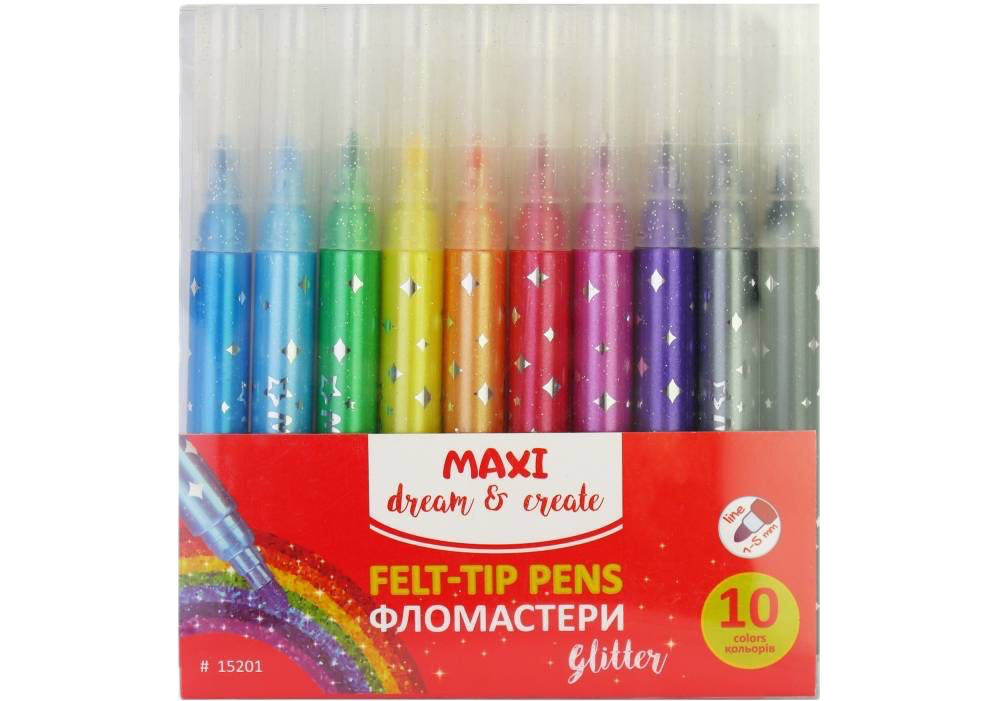 MAXI
dream & create
line
1-5 mm
FELT-TIP PENS
ФЛОМАСТЕРИ
Glitter
10
colors
кольорів
# 15201